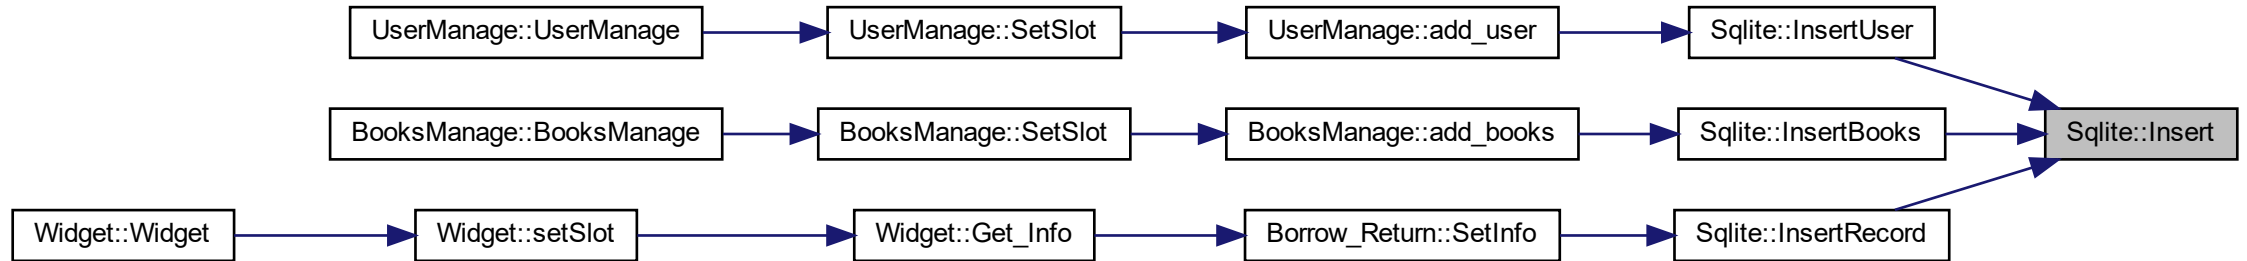 UserManage::UserManage
UserManage::SetSlot
UserManage::add_user
Sqlite::InsertUser
BooksManage::BooksManage
BooksManage::SetSlot
BooksManage::add_books
Sqlite::InsertBooks
Sqlite::Insert
Widget::Widget
Widget::setSlot
Widget::Get_Info
Borrow_Return::SetInfo
Sqlite::InsertRecord